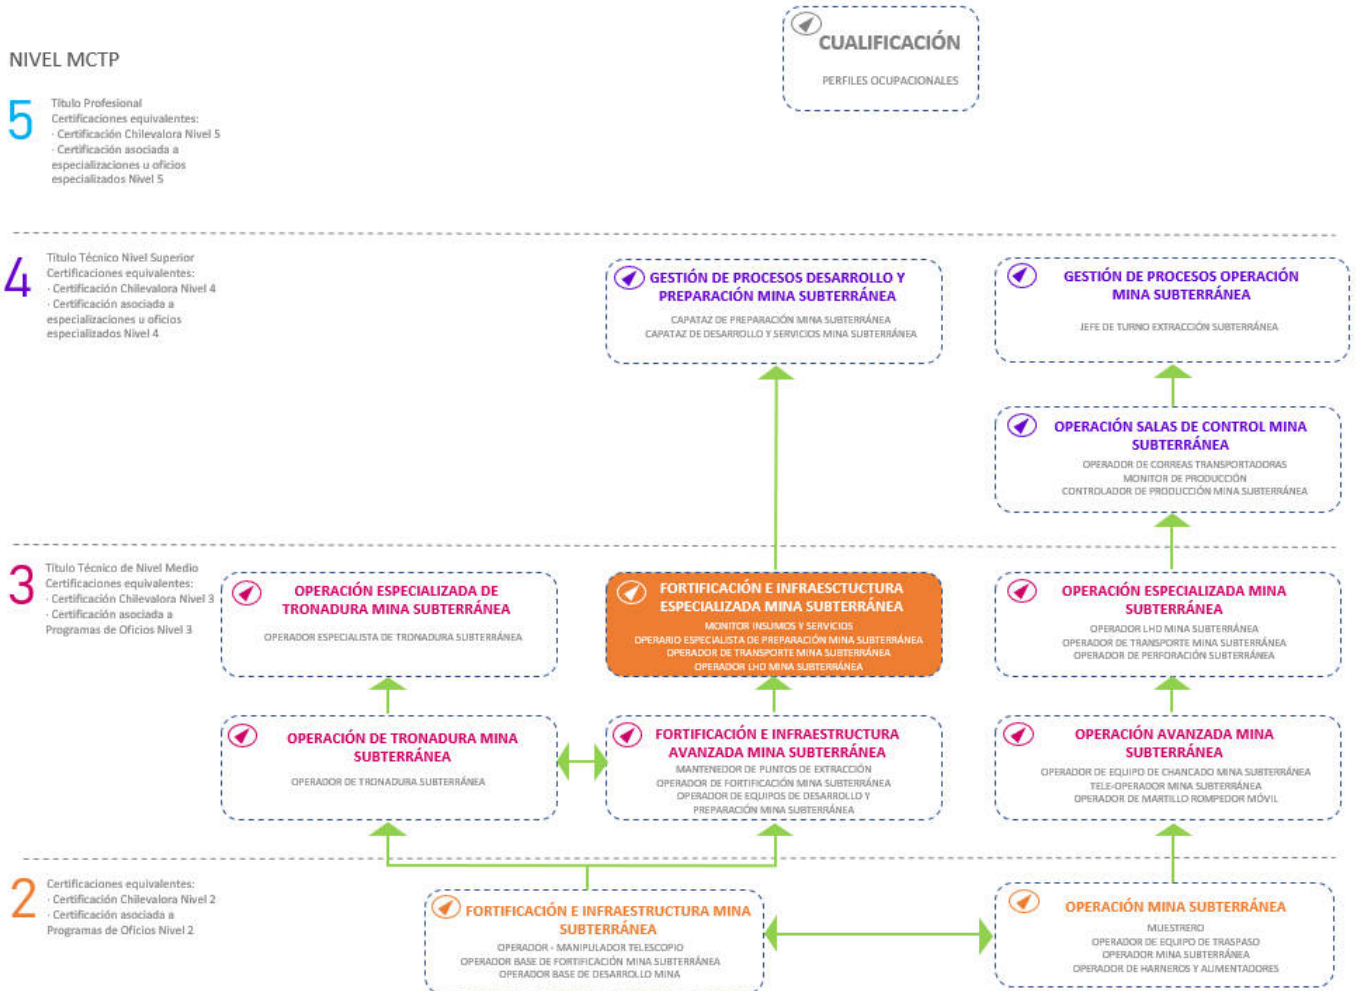 CUALIFICACIÓN
PERFILES OCUPACIONALES
NIVEL MCTP
5
Título Profesional
Certificaciones equivalentes:
· Certificación Chilevalora Nivel 5
· Certificación asociada a
especializaciones u oficios
especializados Nivel 5
4
Título Técnico Nivel Superior
Certificaciones equivalentes:
· Certificación Chilevalora Nivel 4
· Certificación asociada a
especializaciones u oficios
especializados Nivel 4
GESTIÓN DE PROCESOS DESARROLLO Y
PREPARACIÓN MINA SUBTERRÁNEA
CAPATAZ DE PREPARACIÓN MINA SUBTERRÁNEA
CAPATAZ DE DESARROLLO Y SERVICIOS MINA SUBTERRÁNEA
GESTIÓN DE PROCESOS OPERACIÓN
MINA SUBTERRÁNEA
JEFE DE TURNO EXTRACCIÓN SUBTERRÁNEA
OPERACIÓN SALAS DE CONTROL MINA
SUBTERRÁNEA
OPERADOR DE CORREAS TRANSPORTADORAS
MONITOR DE PRODUCCIÓN
CONTROLADOR DE PRODUCCIÓN MINA SUBTERRÁNEA
3
Título Técnico de Nivel Medio
Certificaciones equivalentes:
· Certificación Chilevalora Nivel 3
· Certificación asociada a
Programas de Oficios Nivel 3
OPERACIÓN ESPECIALIZADA DE
TRONADURA MINA SUBTERRÁNEA
OPERADOR ESPECIALISTA DE TRONADURA SUBTERRÁNEA
FORTIFICACIÓN E INFRAESCTUCTURA
ESPECIALIZADA MINA SUBTERRÁNEA
MONITOR INSUMOS Y SERVICIOS
OPERARIO ESPECIALISTA DE PREPARACIÓN MINA SUBTERRÁNEA
OPERADOR DE TRANSPORTE MINA SUBTERRÁNEA
OPERADOR LHD MINA SUBTERRÁNEA
OPERACIÓN ESPECIALIZADA MINA
SUBTERRÁNEA
OPERADOR LHD MINA SUBTERRÁNEA
OPERADOR DE TRANSPORTE MINA SUBTERRÁNEA
OPERADOR DE PERFORACIÓN SUBTERRÁNEA
OPERACIÓN DE TRONADURA MINA
SUBTERRÁNEA
OPERADOR DE TRONADURA SUBTERRÁNEA
FORTIFICACIÓN E INFRAESTRUCTURA
AVANZADA MINA SUBTERRÁNEA
MANTENEDOR DE PUNTOS DE EXTRACCIÓN
OPERADOR DE FORTIFICACIÓN MINA SUBTERRÁNEA
OPERADOR DE EQUIPOS DE DESARROLLO Y
PREPARACIÓN MINA SUBTERRÁNEA
OPERACIÓN AVANZADA MINA
SUBTERRÁNEA
OPERADOR DE EQUIPO DE CHANCADO MINA SUBTERRÁNEA
TELE-OPERADOR MINA SUBTERRÁNEA
OPERADOR DE MARTILLO ROMPEDOR MÓVIL
2
Certificaciones equivalentes:
· Certificación Chilevalora Nivel 2
· Certificación asociada a
Programas de Oficios Nivel 2
FORTIFICACIÓN E INFRAESTRUCTURA MINA
SUBTERRÁNEA
OPERADOR - MANIPULADOR TELESCOPIO
OPERADOR BASE DE FORTIFICACIÓN MINA SUBTERRÁNEA
OPERADOR BASE DE DESARROLLO MINA
OPERACIÓN MINA SUBTERRÁNEA
MUESTRERO
OPERADOR DE EQUIPO DE TRASPASO
OPERADOR MINA SUBTERRÁNEA
OPERADOR DE HARNEROS Y ALIMENTADORES